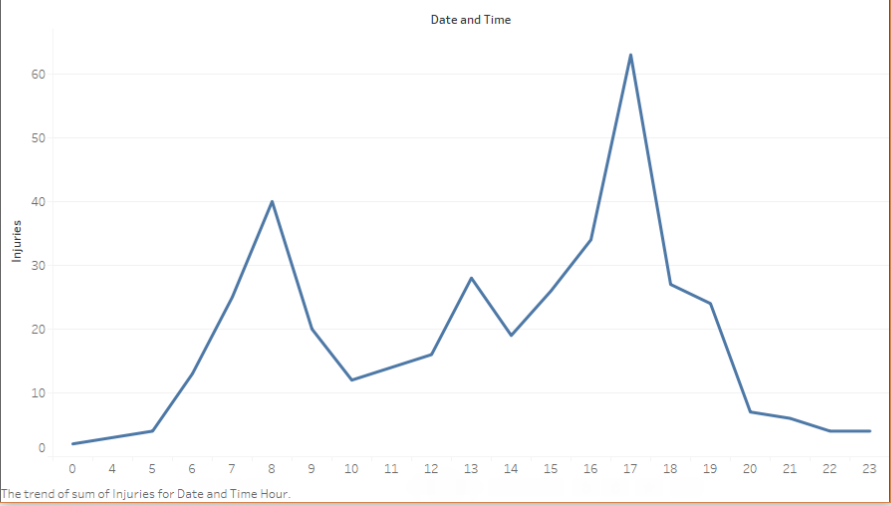 Date and Time
Injuries
60
50
40
30
20
10
0
0 4 5 6 7 8 9 10 11 12 13 14 15 16 17 18 19 20 21 22 23
The trend of sum of Injuries for Date and Time Hour.